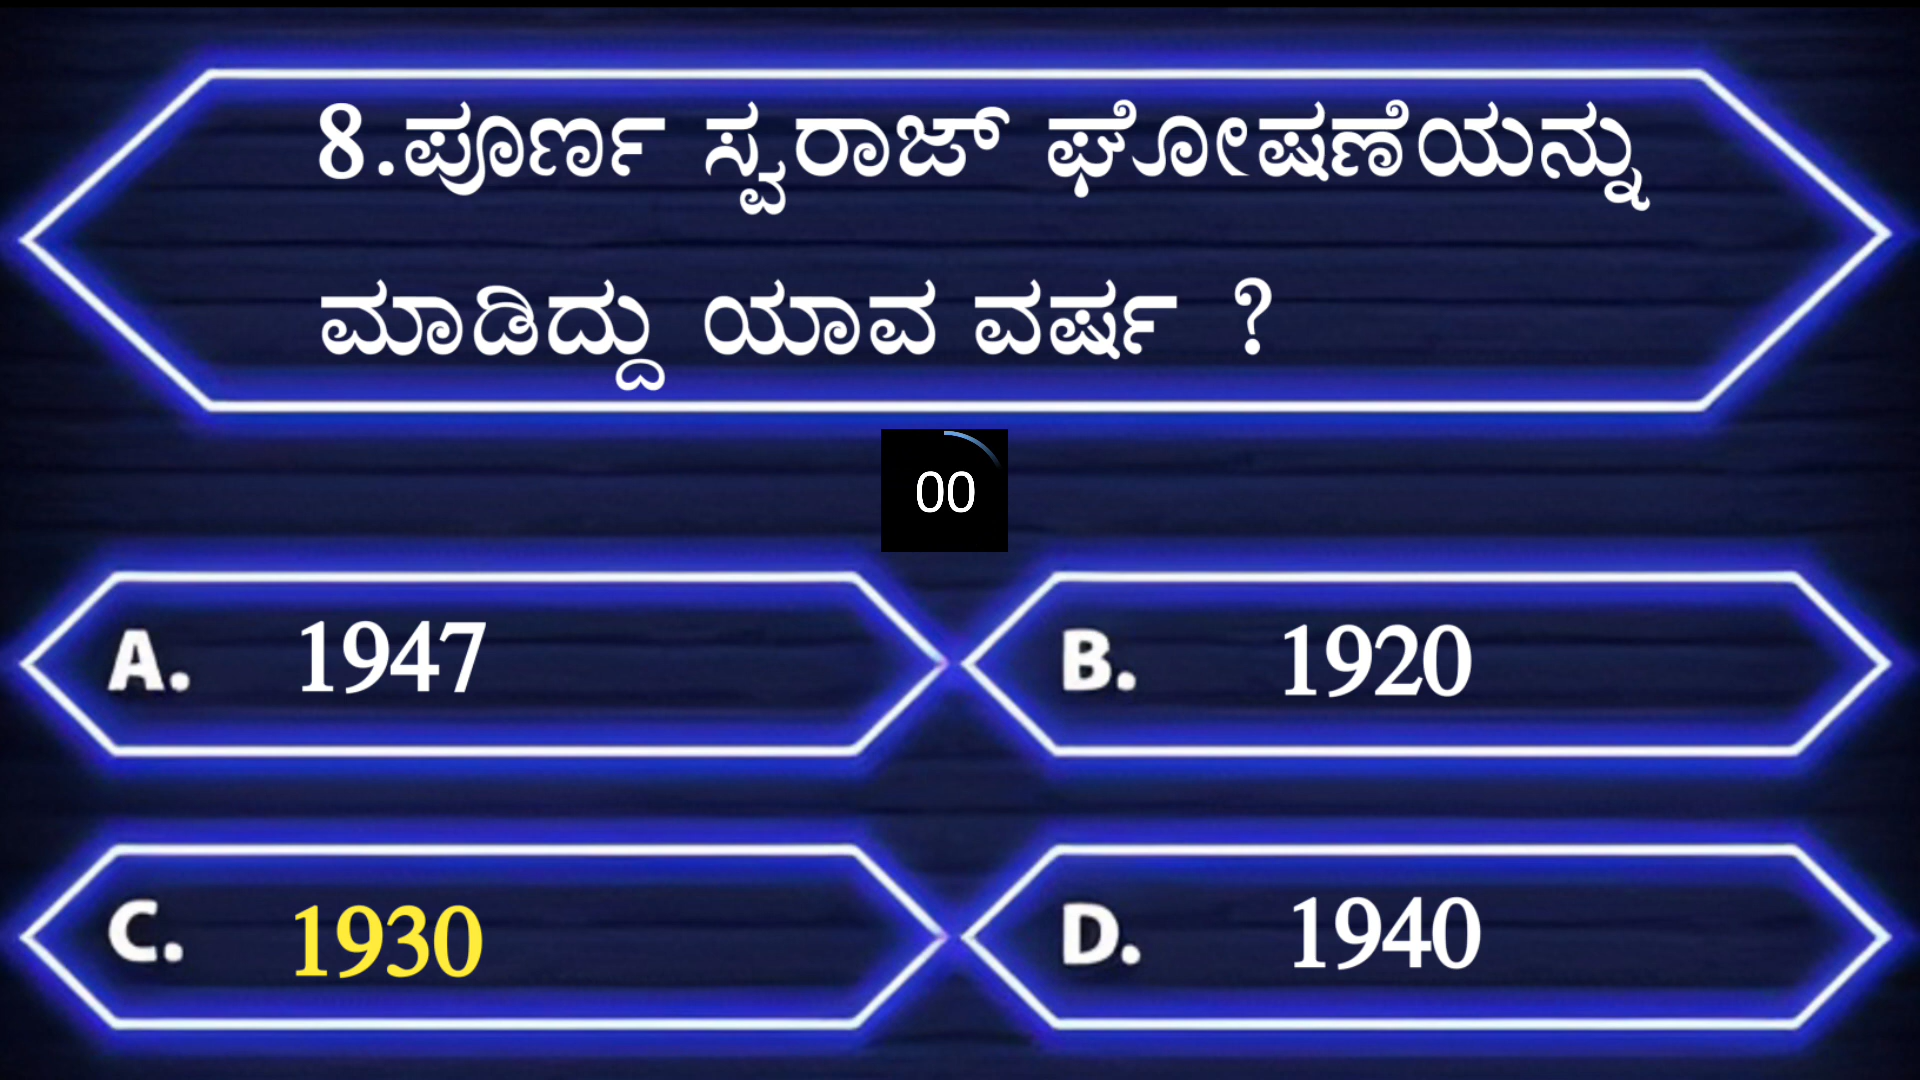 8.ಪೂರ್ಣ ಸ್ವರಾಜ್ ಘೋಷಣೆಯನ್ನು
ಮಾಡಿದ್ದು ಯಾವ ವರ್ಷ ?
00
A. 1947
B. 1920
C. 1930
D. 1940